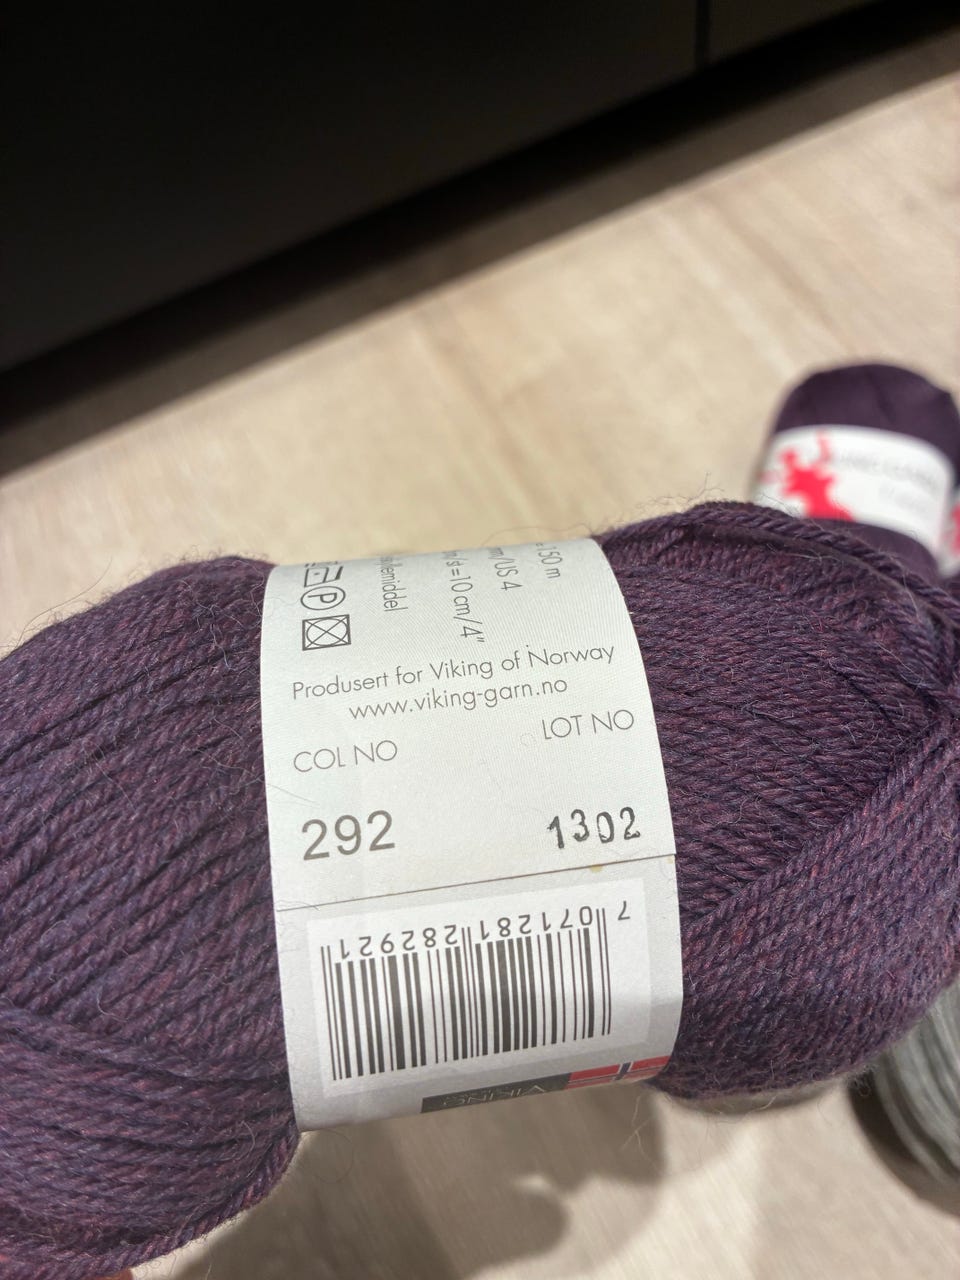 150 m
mm/US 4
= 10 cm/4"
P
Produsert for Viking of Norway
www.viking-garn.no
COL NO
LOT NO
292
1302
7 071281 282921
VIKING